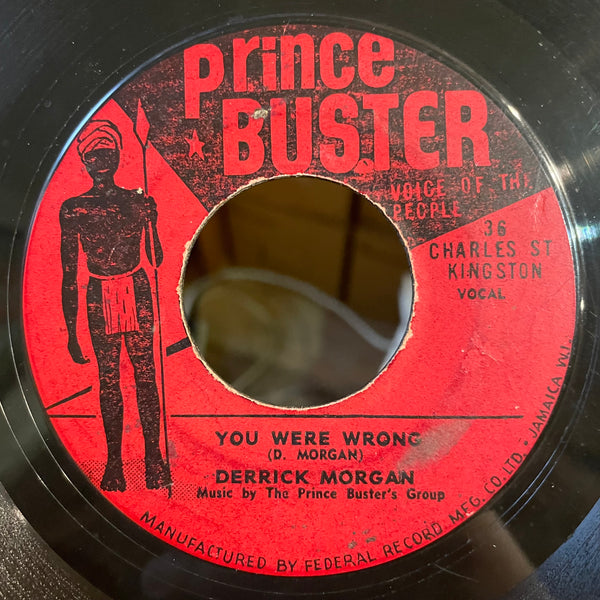 Prince
BUSTER
VOICE OF THE
PEOPLE
36
CHARLES ST
KINGSTON
VOCAL
YOU WERE WRONG
(D. MORGAN)
DERRICK MORGAN
Music by The Prince Buster's Group
MANUFACTURED BY FEDERAL RECORD MFG. CO. LTD. • JAMAICA W.I.